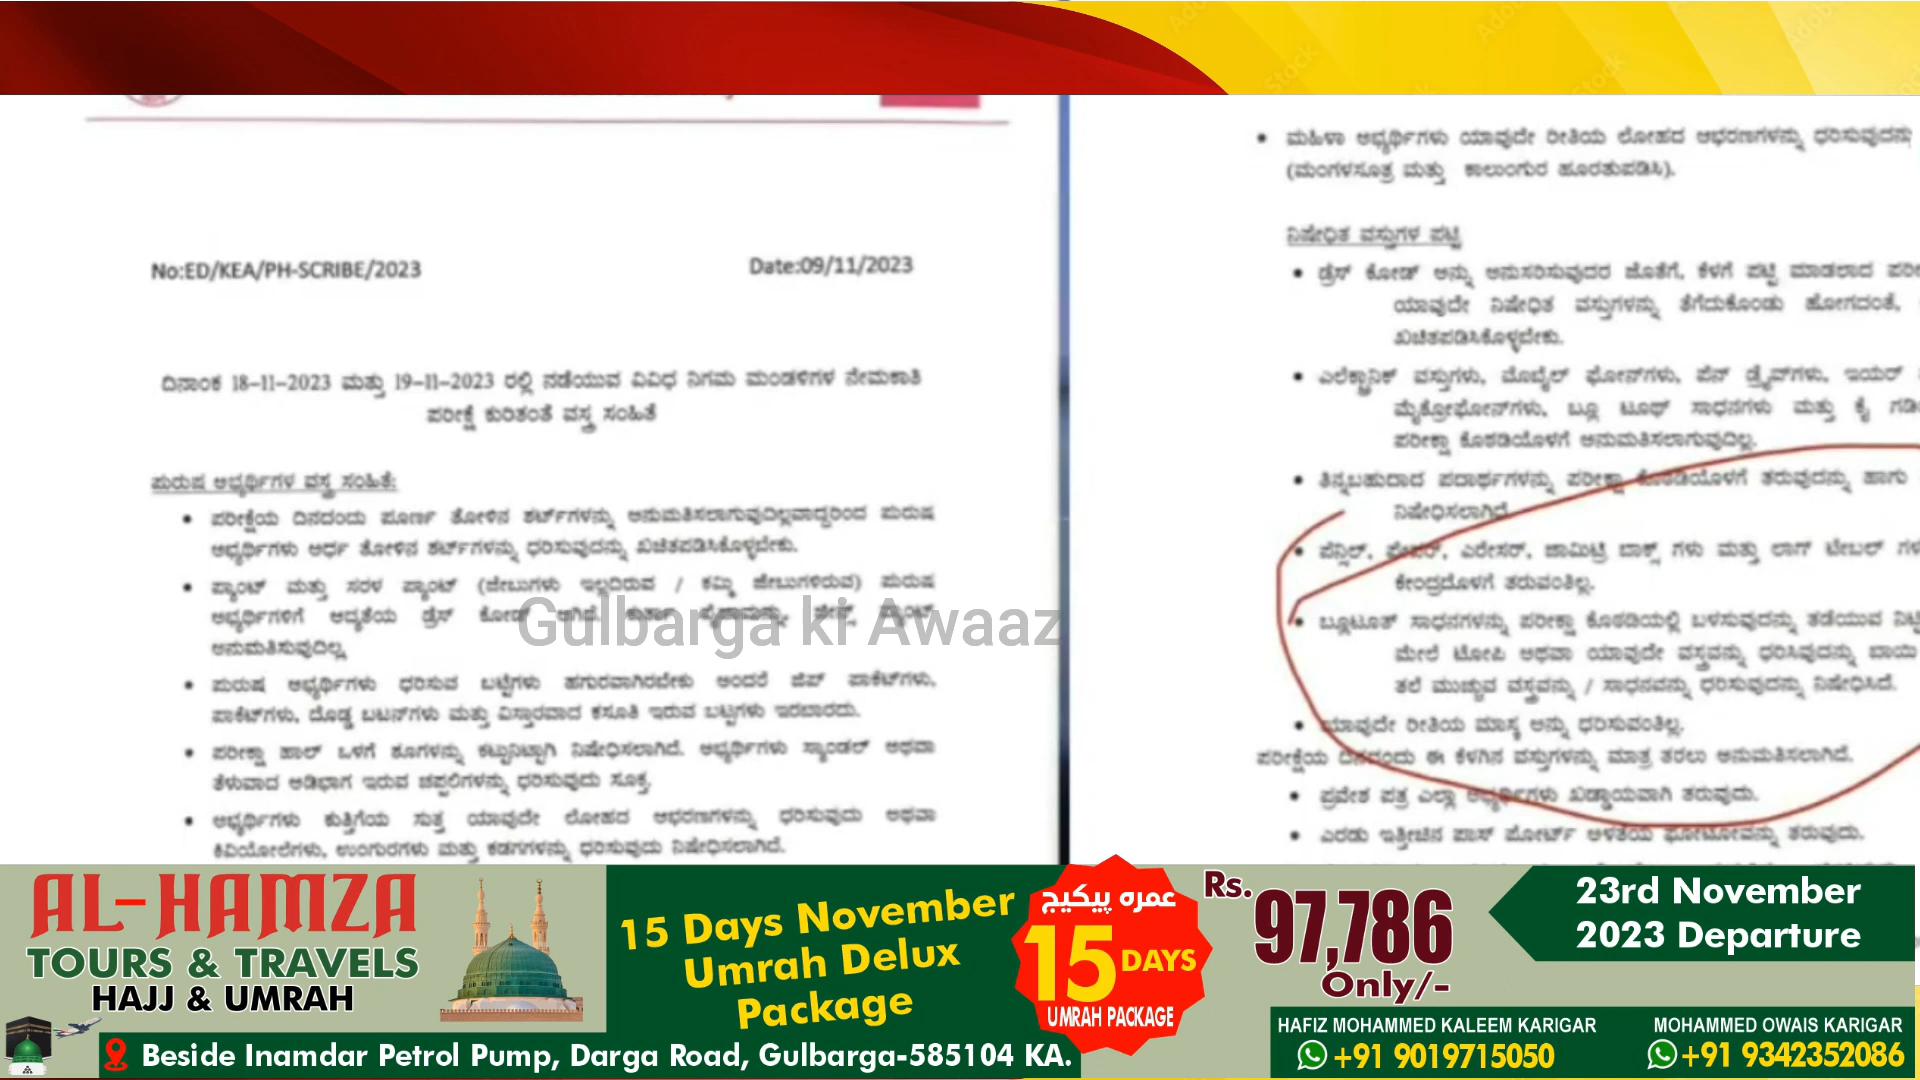 No:ED/KEA/PH-SCRIBE/2023
Date:09/11/2023
ದಿನಾಂಕ 18-11-2023 ಮತ್ತು 19-11-2023 ರಲ್ಲಿ ನಡೆಯುವ ವಿವಿಧ ನಿಗಮ ಮಂಡಳಿಗಳ ನೇಮಕಾತಿ
ಪರೀಕ್ಷೆ ಕುರಿತಂತೆ ವಸ್ತ್ರ ಸಂಹಿತೆ
ಪುರುಷ ಅಭ್ಯರ್ಥಿಗಳ ವಸ್ತ್ರ ಸಂಹಿತೆ:
• ಪರೀಕ್ಷೆಯ ದಿನದಂದು ಪೂರ್ಣ ತೋಳಿನ ಶರ್ಟ್‌ಗಳನ್ನು ಅನುಮತಿಸಲಾಗುವುದಿಲ್ಲವಾದ್ದರಿಂದ ಪುರುಷ
ಅಭ್ಯರ್ಥಿಗಳು ಅರ್ಧ ತೋಳಿನ ಶರ್ಟ್‌ಗಳನ್ನು ಧರಿಸುವುದನ್ನು ಖಚಿತಪಡಿಸಿಕೊಳ್ಳಬೇಕು.
• ಪ್ಯಾಂಟ್ ಮತ್ತು ಸರಳ ಪ್ಯಾಂಟ್ (ಜೇಬುಗಳು ಇಲ್ಲದಿರುವ / ಕಮ್ಮಿ ಜೇಬುಗಳಿರುವ) ಪುರುಷ
ಅಭ್ಯರ್ಥಿಗಳಿಗೆ ಆದ್ಯತೆಯ ಡ್ರೆಸ್ ಕೋಡ್ ಆಗಿದೆ. ಕುರ್ತಾ ಪೈಜಾಮನ್ನು, ಜೀನ್ಸ್ ಪ್ಯಾಂಟ್
ಅನುಮತಿಸುವುದಿಲ್ಲ
• ಪುರುಷ ಅಭ್ಯರ್ಥಿಗಳು ಧರಿಸುವ ಬಟ್ಟೆಗಳು ಹಗುರವಾಗಿರಬೇಕು ಅಂದರೆ ಜಿಪ್ ಪಾಕೆಟ್‌ಗಳು,
ಪಾಕೆಟ್‌ಗಳು, ದೊಡ್ಡ ಬಟನ್‌ಗಳು ಮತ್ತು ವಿಸ್ತಾರವಾದ ಕಸೂತಿ ಇರುವ ಬಟ್ಟಗಳು ಇರಬಾರದು.
• ಪರೀಕ್ಷಾ ಹಾಲ್ ಒಳಗೆ ಶೂಗಳನ್ನು ಕಟ್ಟುನಿಟ್ಟಾಗಿ ನಿಷೇಧಿಸಲಾಗಿದೆ. ಅಭ್ಯರ್ಥಿಗಳು ಸ್ಯಾಂಡಲ್ ಅಥವಾ
ತೆಳುವಾದ ಅಡಿಭಾಗ ಇರುವ ಚಪ್ಪಲಿಗಳನ್ನು ಧರಿಸುವುದು ಸೂಕ್ತ.
• ಅಭ್ಯರ್ಥಿಗಳು ಕುತ್ತಿಗೆಯ ಸುತ್ತ ಯಾವುದೇ ಲೋಹದ ಆಭರಣಗಳನ್ನು ಧರಿಸುವುದು ಅಥವಾ
ಕಿವಿಯೋಲೆಗಳು, ಉಂಗುರಗಳು ಮತ್ತು ಕಡಗಗಳನ್ನು ಧರಿಸುವುದು ನಿಷೇಧಿಸಲಾಗಿದೆ.
• ಮಹಿಳಾ ಅಭ್ಯರ್ಥಿಗಳು ಯಾವುದೇ ರೀತಿಯ ಲೋಹದ ಆಭರಣಗಳನ್ನು ಧರಿಸುವುದನ್ನು
(ಮಂಗಳಸೂತ್ರ ಮತ್ತು ಕಾಲುಂಗುರ ಹೊರತುಪಡಿಸಿ).
ನಿಷೇಧಿತ ವಸ್ತುಗಳ ಪಟ್ಟಿ
• ಡ್ರೆಸ್ ಕೋಡ್ ಅನ್ನು ಅನುಸರಿಸುವುದರ ಜೊತೆಗೆ, ಕೆಳಗೆ ಪಟ್ಟಿ ಮಾಡಲಾದ
ಯಾವುದೇ ನಿಷೇಧಿತ ವಸ್ತುಗಳನ್ನು ತೆಗೆದುಕೊಂಡು ಹೋಗದಂತೆ,
ಖಚಿತಪಡಿಸಿಕೊಳ್ಳಬೇಕು.
• ಎಲೆಕ್ಟ್ರಾನಿಕ್ ವಸ್ತುಗಳು, ಮೊಬೈಲ್ ಫೋನ್‌ಗಳು, ಪೆನ್ ಡ್ರೈವ್‌ಗಳು, ಇಯರ್
ಮೈಕ್ರೋಫೋನ್‌ಗಳು, ಬ್ಲೂ ಟೂಥ್ ಸಾಧನಗಳು ಮತ್ತು ಕೈ
ಪರೀಕ್ಷಾ ಕೊಠಡಿಯೊಳಗೆ ಅನುಮತಿಸಲಾಗುವುದಿಲ್ಲ.
• ತಿನ್ನಬಹುದಾದ ಪದಾರ್ಥಗಳನ್ನು ಪರೀಕ್ಷಾ ಕೊಠಡಿಯೊಳಗೆ ತರುವುದನ್ನು ಹಾಗು
ನಿಷೇಧಿಸಲಾಗಿದೆ
• ಪೆನ್ಸಿಲ್, ಪೇಪರ್, ಎರೇಸರ್, ಜಾಮಿಟ್ರಿ ಬಾಕ್ಸ್ ಗಳು ಮತ್ತು ಲಾಗ್ ಟೇಬಲ್
ಕೇಂದ್ರದೊಳಗೆ ತರುವಂತಿಲ್ಲ.
• ಬ್ಲೂಟೂತ್ ಸಾಧನಗಳನ್ನು ಪರೀಕ್ಷಾ ಕೊಠಡಿಯಲ್ಲಿ ಬಳಸುವುದನ್ನು ತಡೆಯುವ
ಮೇಲೆ ಟೋಪಿ ಅಥವಾ ಯಾವುದೇ ವಸ್ತ್ರವನ್ನು ಧರಿಸಿವುದನ್ನು ಬಾಯಿ
ತಲೆ ಮುಚ್ಚುವ ವಸ್ತ್ರವನ್ನು / ಸಾಧನವನ್ನು ಧರಿಸುವುದನ್ನು ನಿಷೇಧಿಸಿದೆ.
• ಯಾವುದೇ ರೀತಿಯ ಮಾಸ್ಕ ಅನ್ನು ಧರಿಸುವಂತಿಲ್ಲ.
ಪರೀಕ್ಷೆಯ ದಿನದಂದು ಈ ಕೆಳಗಿನ ವಸ್ತುಗಳನ್ನು ಮಾತ್ರ ತರಲು ಅನುಮತಿಸಲಾಗಿದೆ.
• ಪ್ರವೇಶ ಪತ್ರ ಎಲ್ಲಾ ಅಭ್ಯರ್ಥಿಗಳು ಖಡ್ಡಾಯವಾಗಿ ತರುವುದು.
• ಎರಡು ಇತ್ತೀಚಿನ ಪಾಸ್ ಪೋರ್ಟ್ ಅಳತೆಯ ಫೋಟೋವನ್ನು ತರುವುದು.
Gulbarga ki Awaaz
AL-HAMZA
TOURS & TRAVELS
HAJJ & UMRAH
15 Days November
Umrah Delux
Package
عمرہ پیکیج
15 DAYS
UMRAH PACKAGE
Rs. 97,786
Only/-
23rd November
2023 Departure
Beside Inamdar Petrol Pump, Darga Road, Gulbarga-585104 KA.
HAFIZ MOHAMMED KALEEM KARIGAR
+91 9019715050
MOHAMMED OWAIS KARIGAR
+91 9342352086